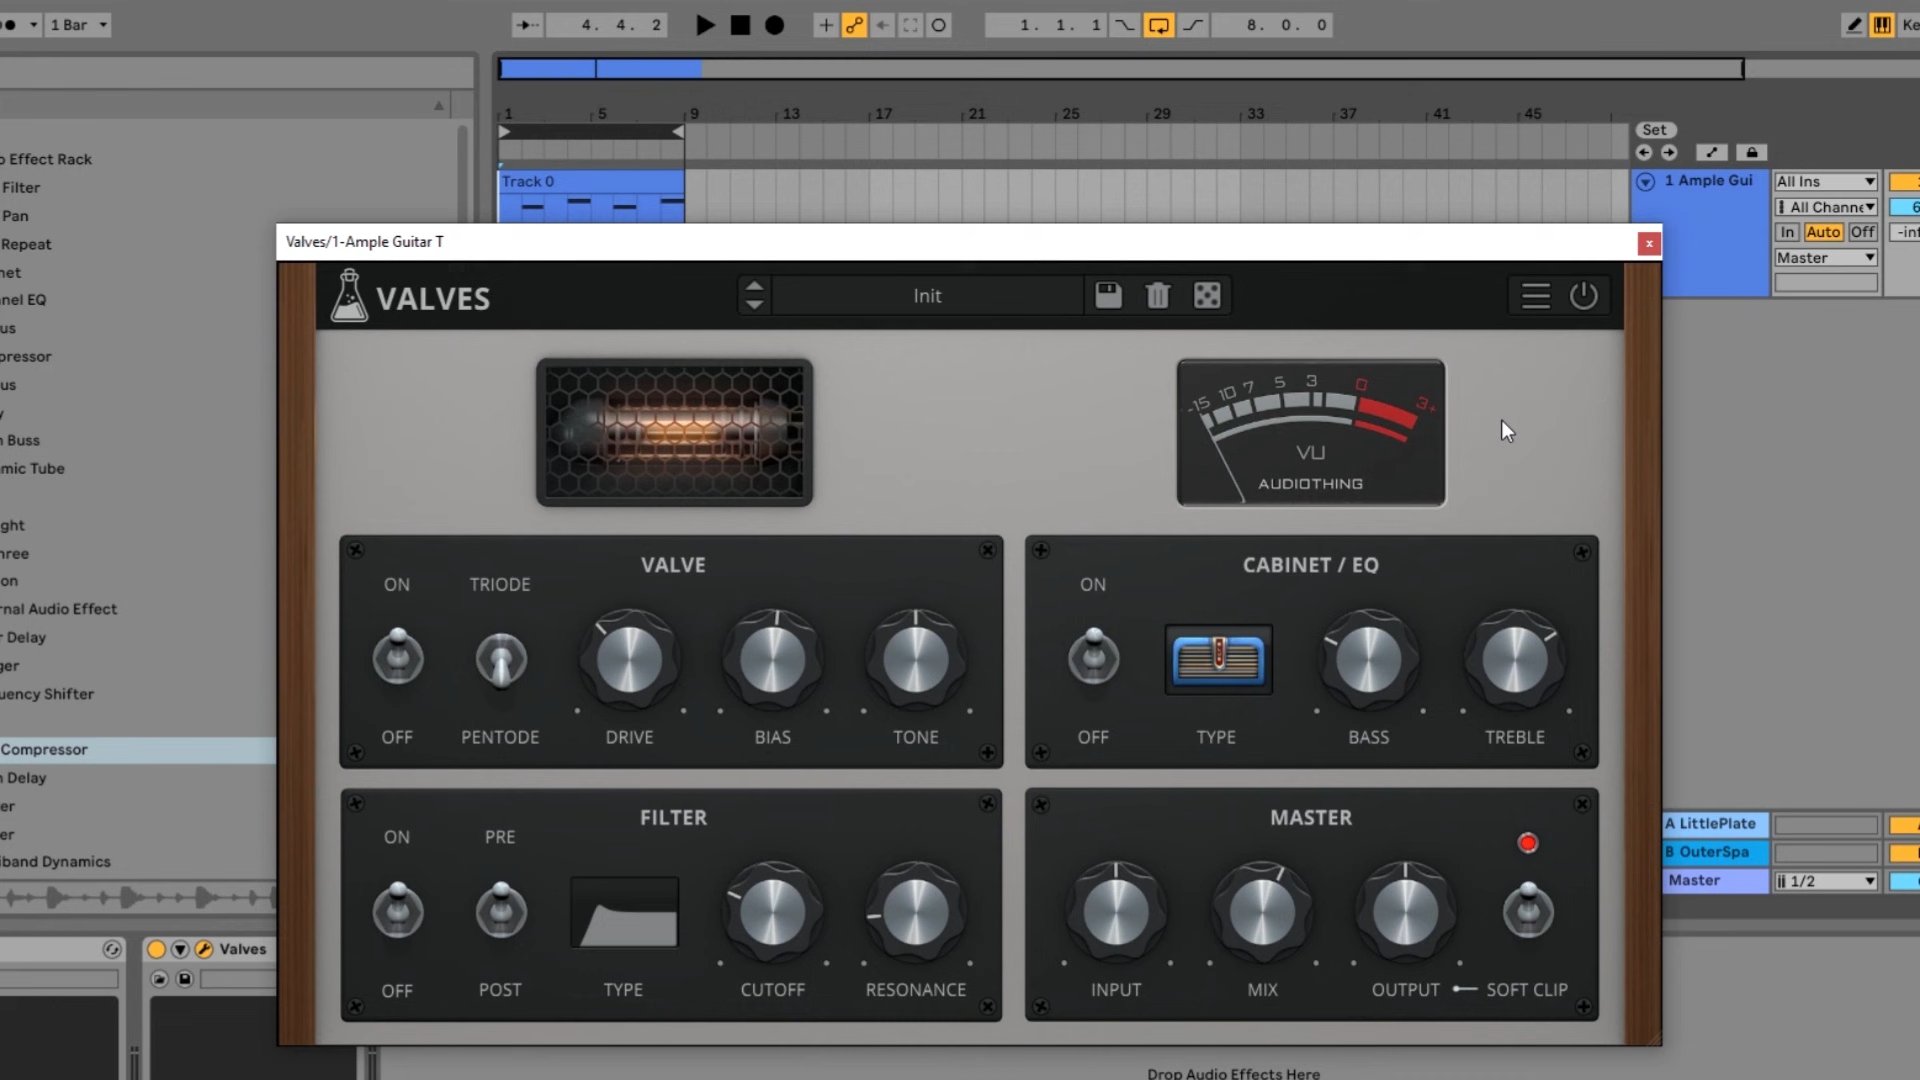 1 Bar
4. 4. 2
1. 1. 1
8. 0. 0
Ke
1 5 9 13 17 21 25 29 33 37 41 45
Set
Track 0
1 Ample Gui
All Ins
All Channe
In Auto Off
-inf
Master
o Effect Rack
Filter
Pan
Repeat
net
nel EQ
us
pressor
us
y
n Buss
mic Tube
ght
hree
on
rnal Audio Effect
r Delay
ger
uency Shifter
Compressor
n Delay
er
er
iband Dynamics
Valves/1-Ample Guitar T
x
VALVES
Init
-15 10 7 5 3 0 3+
VU
AUDIOTHING
VALVE
ON TRIODE
OFF PENTODE DRIVE BIAS TONE
CABINET / EQ
ON
OFF TYPE BASS TREBLE
FILTER
ON PRE
OFF POST TYPE CUTOFF RESONANCE
MASTER
INPUT MIX OUTPUT SOFT CLIP
A LittlePlate
B OuterSpa
Master
1/2
Valves
Drop Audio Effects Here